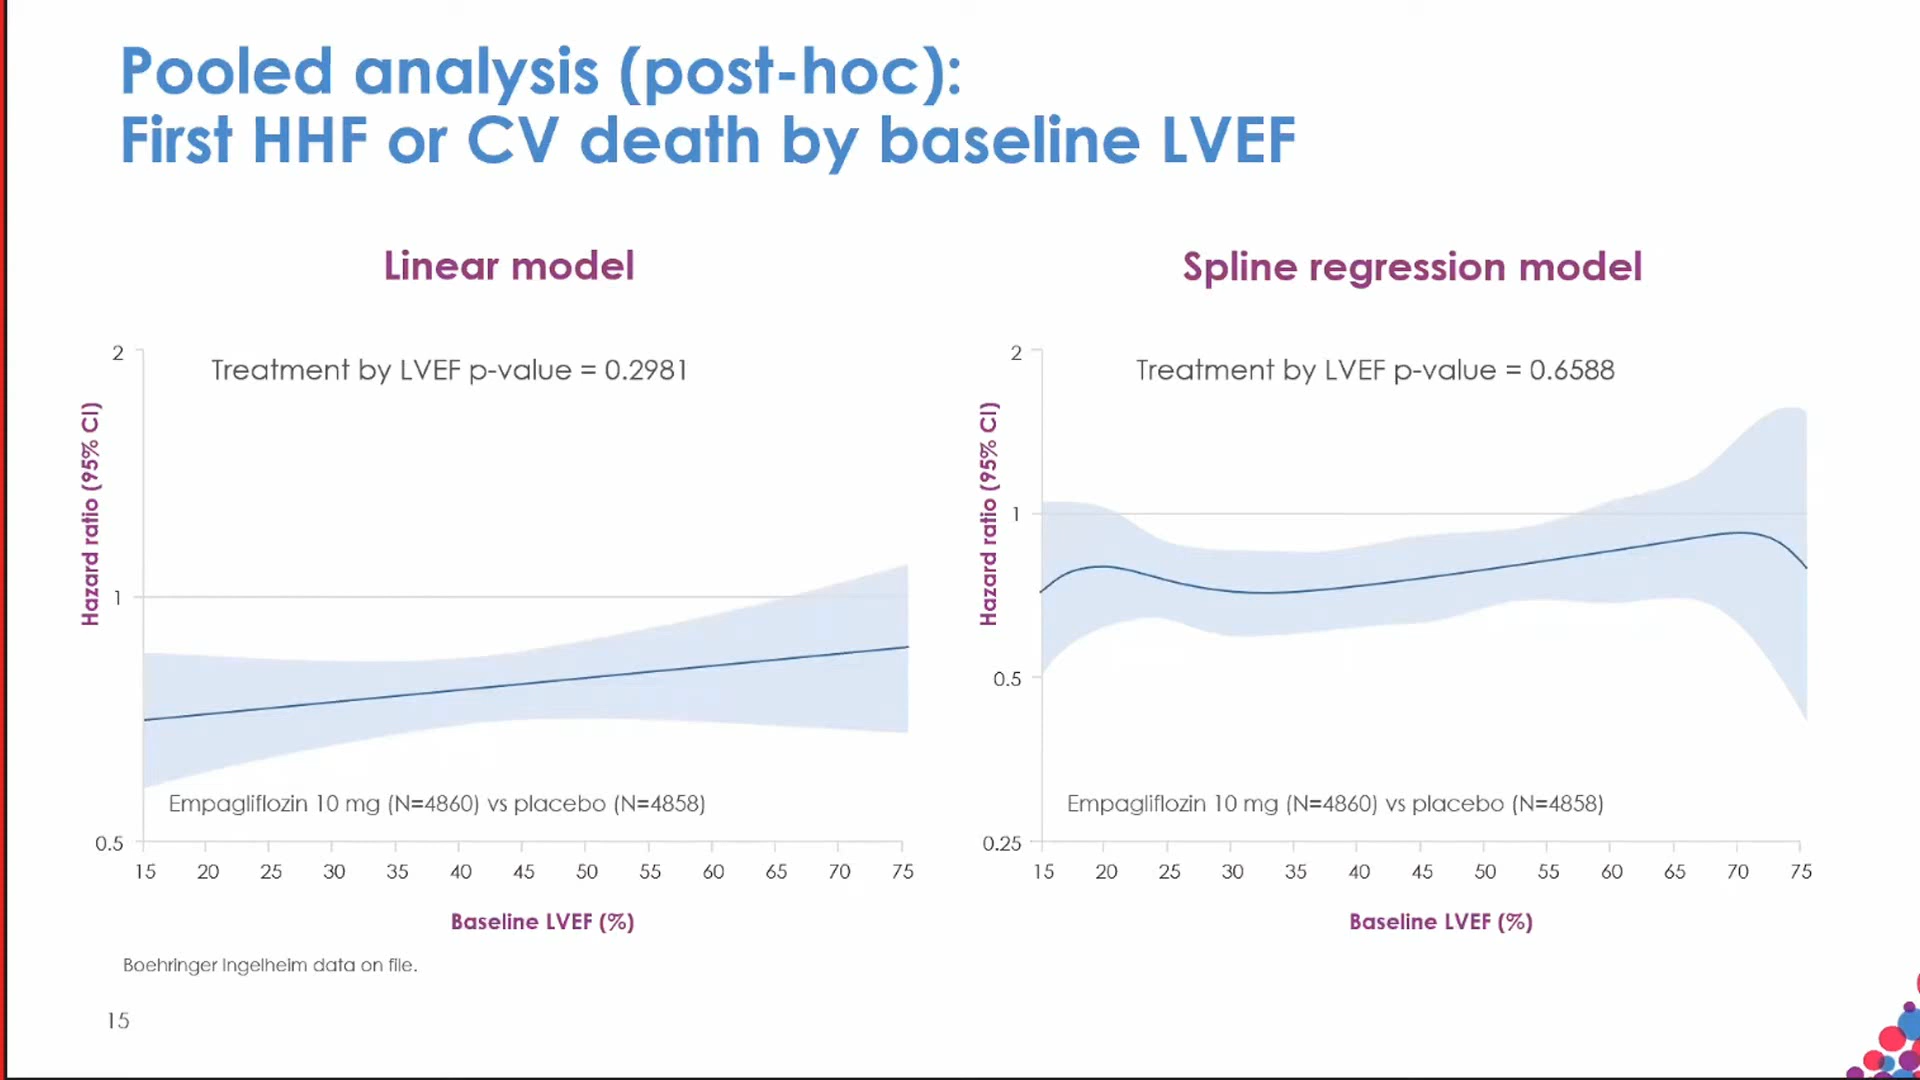 Pooled analysis (post-hoc):
First HHF or CV death by baseline LVEF
Linear model
Treatment by LVEF p-value = 0.2981
Hazard ratio (95% CI)
2
1
0.5
Empagliflozin 10 mg (N=4860) vs placebo (N=4858)
15 20 25 30 35 40 45 50 55 60 65 70 75
Baseline LVEF (%)
Spline regression model
Treatment by LVEF p-value = 0.6588
Hazard ratio (95% CI)
2
1
0.5
0.25
Empagliflozin 10 mg (N=4860) vs placebo (N=4858)
15 20 25 30 35 40 45 50 55 60 65 70 75
Baseline LVEF (%)
Boehringer Ingelheim data on file.
15